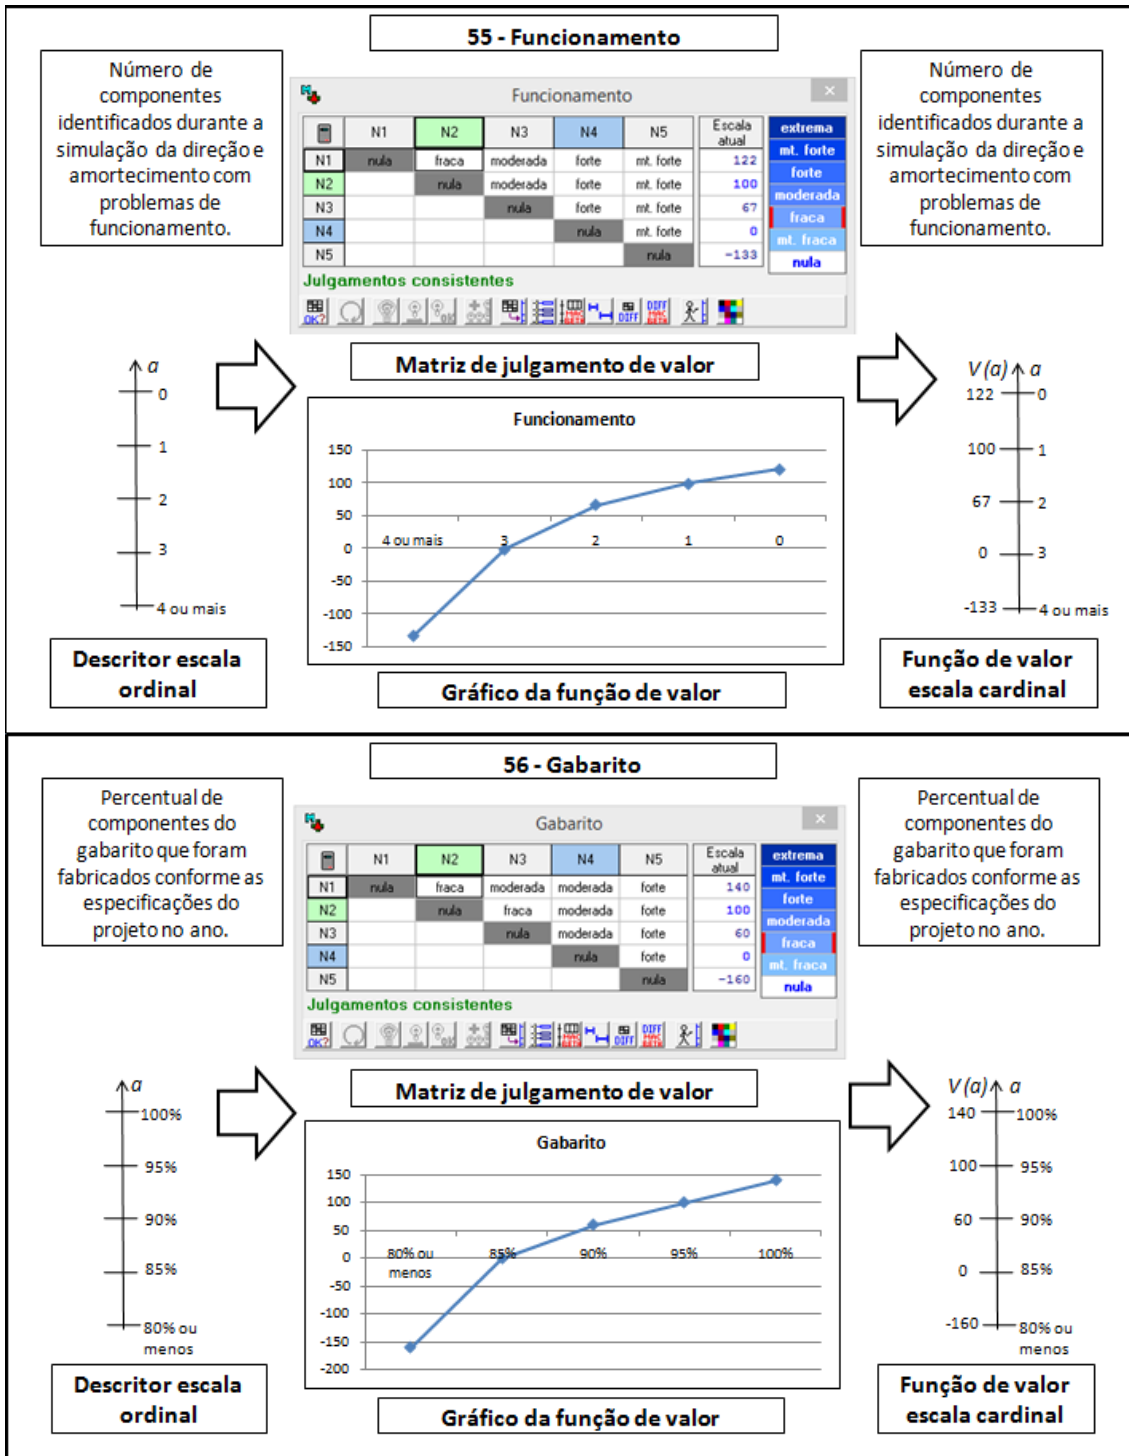 55 - Funcionamento
Número de
componentes
identificados durante a
simulação da direção e
amortecimento com
problemas de
funcionamento.
Funcionamento
N1 N2 N3 N4 N5 Escala atual
N1 nula fraca moderada forte mt. forte 122
N2 nula moderada forte mt. forte 100
N3 nula forte mt. forte 67
N4 nula mt. forte 0
N5 nula -133
extrema
mt. forte
forte
moderada
fraca
mt. fraca
nula
Julgamentos consistentes
OK?
DIFF
DIFF
Número de
componentes
identificados durante a
simulação da direção e
amortecimento com
problemas de
funcionamento.
a
0
1
2
3
4 ou mais
Descritor escala
ordinal
Matriz de julgamento de valor
Funcionamento
150
100
50
0
-50
-100
-150
4 ou mais 3 2 1 0
Gráfico da função de valor
V(a) a
122 0
100 1
67 2
0 3
-133 4 ou mais
Função de valor
escala cardinal
56 - Gabarito
Percentual de
componentes do
gabarito que foram
fabricados conforme as
especificações do
projeto no ano.
Gabarito
N1 N2 N3 N4 N5 Escala atual
N1 nula fraca moderada moderada forte 140
N2 nula fraca moderada forte 100
N3 nula moderada forte 60
N4 nula forte 0
N5 nula -160
extrema
mt. forte
forte
moderada
fraca
mt. fraca
nula
Julgamentos consistentes
OK?
DIFF
DIFF
Percentual de
componentes do
gabarito que foram
fabricados conforme as
especificações do
projeto no ano.
a
100%
95%
90%
85%
80% ou
menos
Descritor escala
ordinal
Matriz de julgamento de valor
Gabarito
150
100
50
0
-50
-100
-150
-200
80% ou menos 85% 90% 95% 100%
Gráfico da função de valor
V(a) a
140 100%
100 95%
60 90%
0 85%
-160 80% ou
menos
Função de valor
escala cardinal